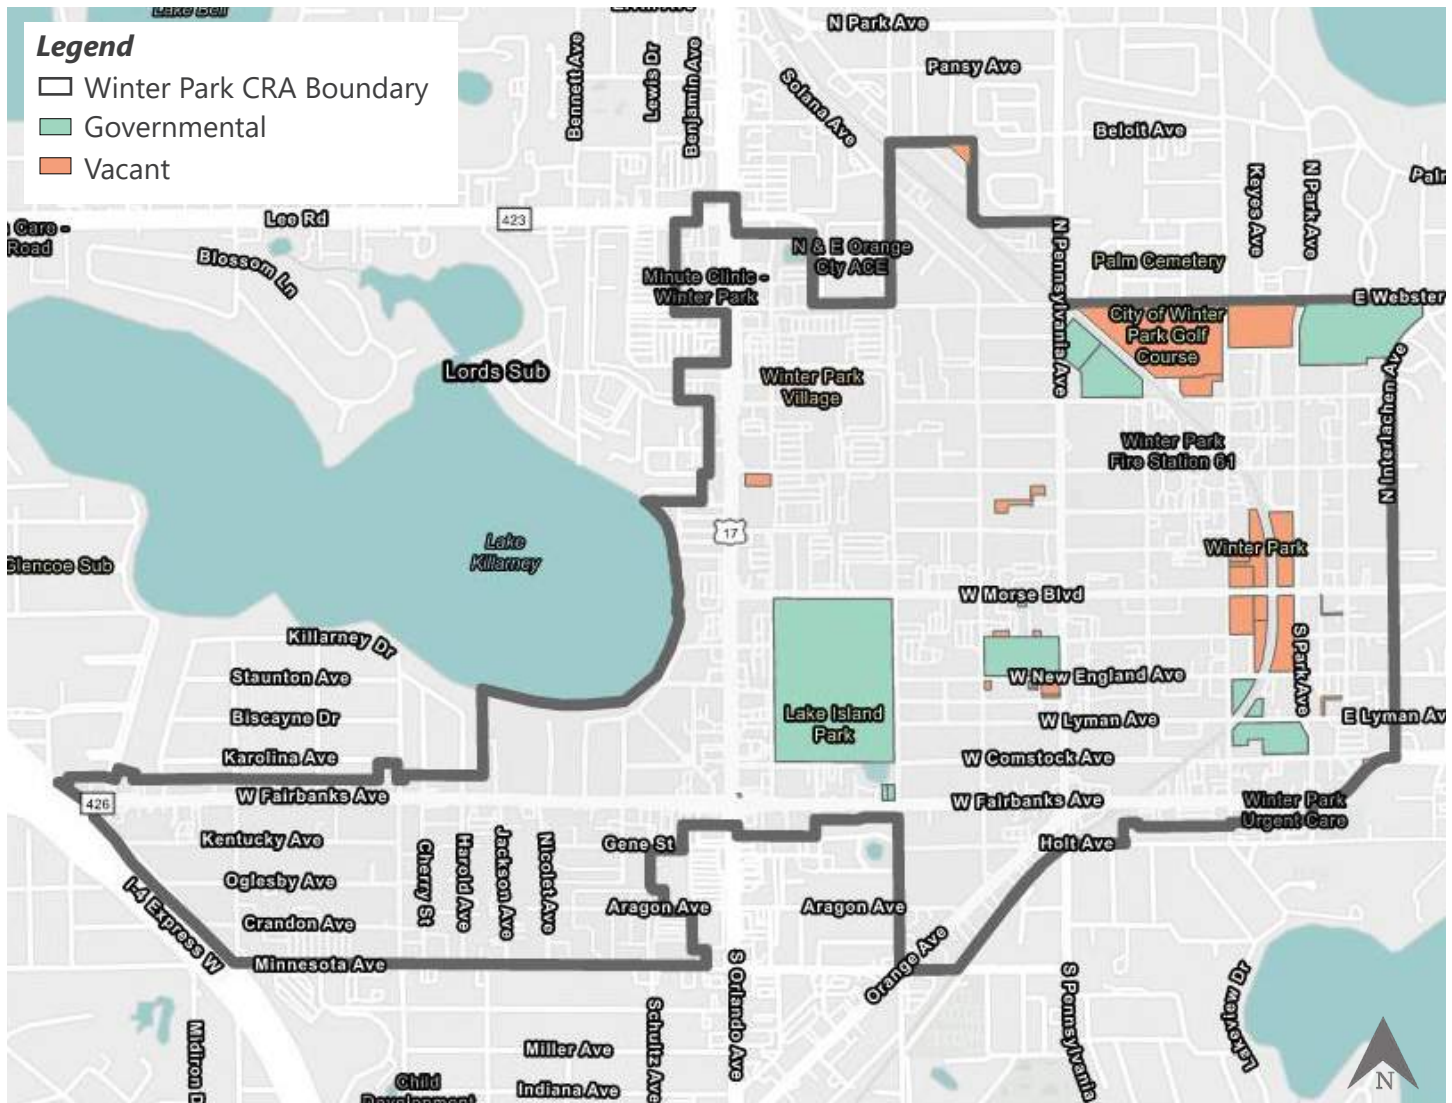 Lake Bell
N Park Ave
Legend
Winter Park CRA Boundary
Governmental
Vacant
Bennett Ave
Lewis Dr
Benjamin Ave
Solana Ave
Pansy Ave
Beloit Ave
Keyes Ave
N Park Ave
Lee Rd
423
Care -
Road
Blossom Ln
N & E Orange
Cty ACE
N Pennsylvania Ave
Palm Cemetery
Minute Clinic -
Winter Park
E Webster
City of Winter
Park Golf
Course
Lords Sub
Winter Park
Village
N Interlachen Ave
Winter Park
Fire Station 61
17
Lake
Killarney
Winter Park
Glencoe Sub
W Morse Blvd
Killarney Dr
Staunton Ave
W New England Ave
S Park Ave
Biscayne Dr
Lake Island
Park
W Lyman Ave
E Lyman Av
Karolina Ave
W Comstock Ave
W Fairbanks Ave
426
W Fairbanks Ave
Winter Park
Urgent Care
Kentucky Ave
Cherry St
Harold Ave
Jackson Ave
Nicolet Ave
Gene St
Holt Ave
Oglesby Ave
Aragon Ave
Aragon Ave
I-4 Express W
Crandon Ave
Orange Ave
Minnesota Ave
S Orlando Ave
S Pennsylvania
Lakeview Dr
Schultz Ave
Midiron D
Miller Ave
Child
Development
Indiana Ave
N